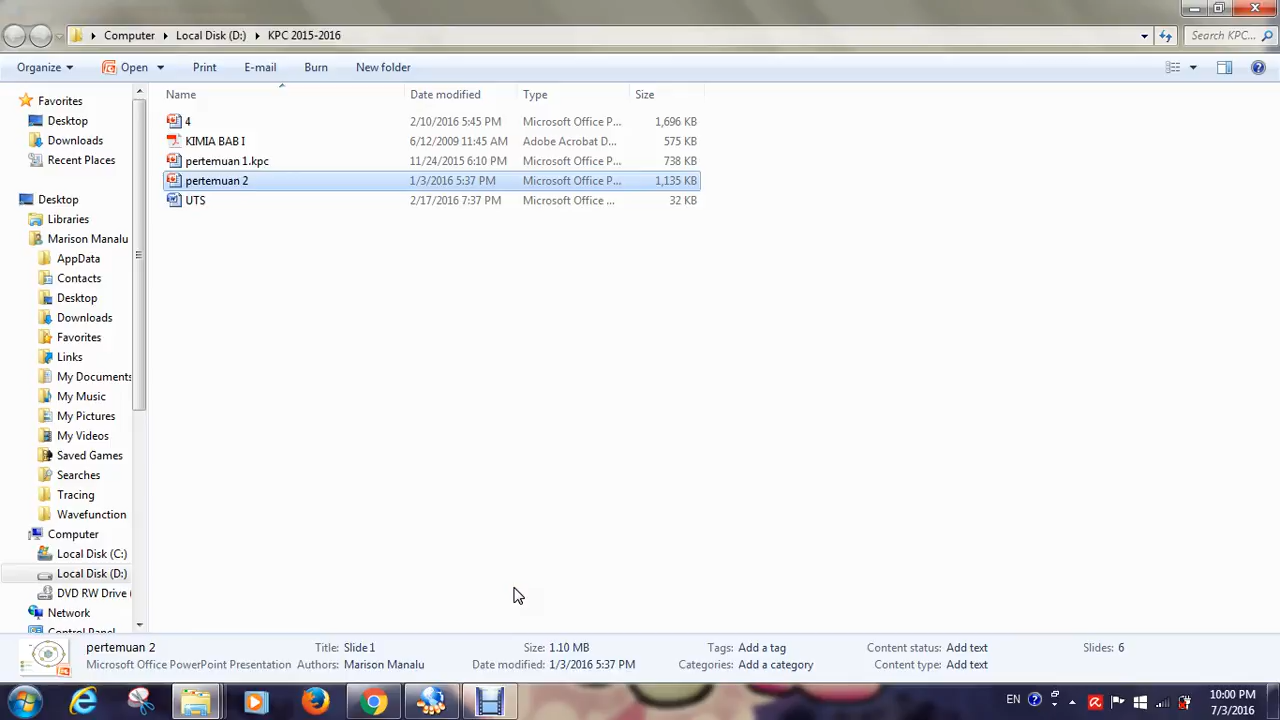 Computer Local Disk (D:) KPC 2015-2016 Search KPC...
Organize Open Print E-mail Burn New folder
Name Date modified Type Size
Favorites
Desktop
Downloads
Recent Places
Desktop
Libraries
Marison Manalu
AppData
Contacts
Desktop
Downloads
Favorites
Links
My Documents
My Music
My Pictures
My Videos
Saved Games
Searches
Tracing
Wavefunction
Computer
Local Disk (C:)
Local Disk (D:)
DVD RW Drive (
Network
Control Panel
4 2/10/2016 5:45 PM Microsoft Office P... 1,696 KB
KIMIA BAB I 6/12/2009 11:45 AM Adobe Acrobat D... 575 KB
pertemuan 1.kpc 11/24/2015 6:10 PM Microsoft Office P... 738 KB
pertemuan 2 1/3/2016 5:37 PM Microsoft Office P... 1,135 KB
UTS 2/17/2016 7:37 PM Microsoft Office ... 32 KB
pertemuan 2 Title: Slide 1 Size: 1.10 MB Tags: Add a tag Content status: Add text Slides: 6
Microsoft Office PowerPoint Presentation Authors: Marison Manalu Date modified: 1/3/2016 5:37 PM Categories: Add a category Content type: Add text
EN 10:00 PM
7/3/2016